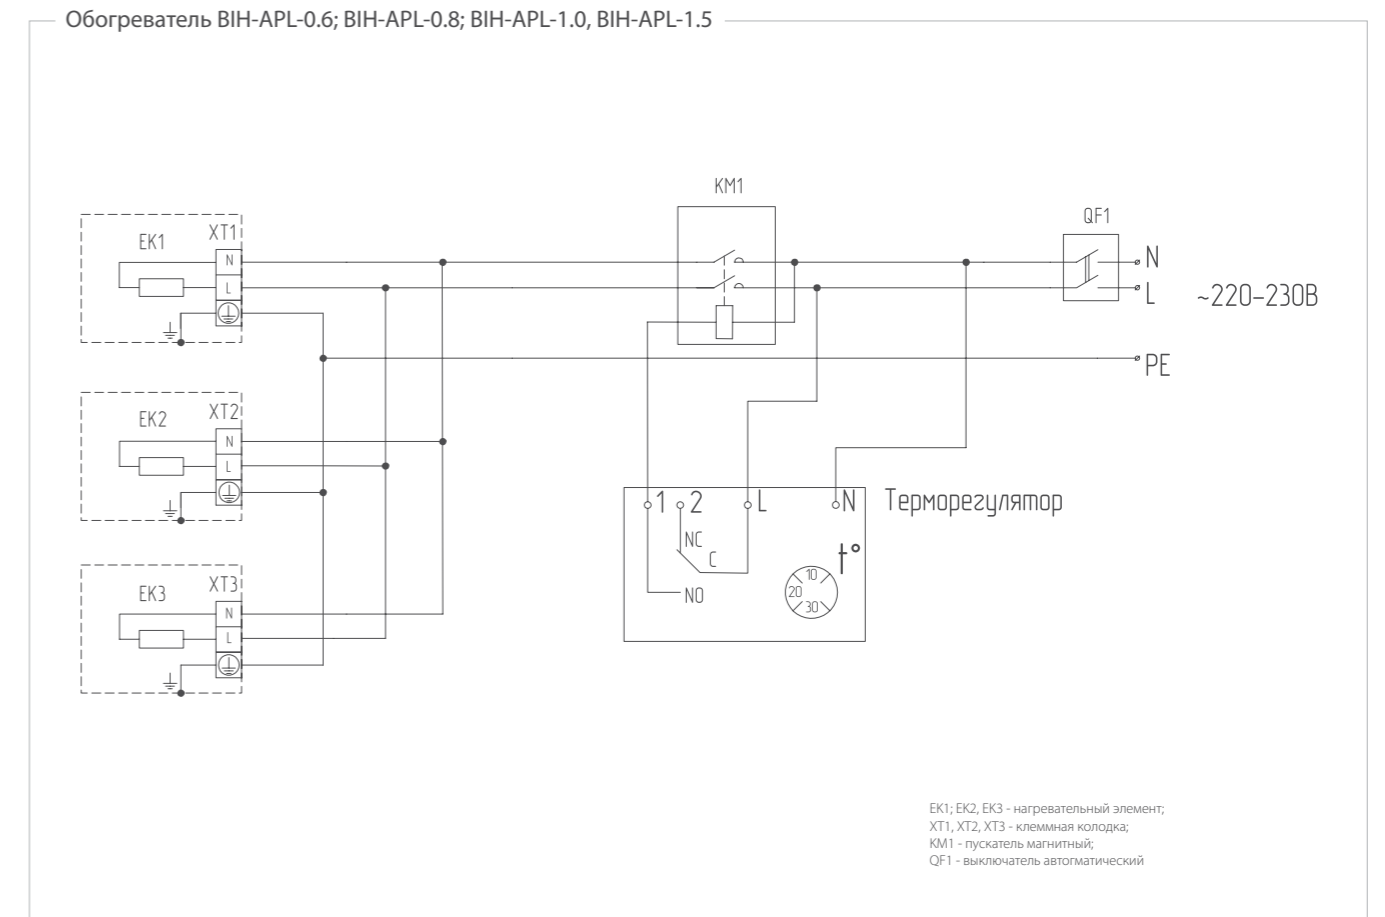 Обогреватель BIH-APL-0.6; BIH-APL-0.8; BIH-APL-1.0, BIH-APL-1.5
KM1
QF1
EK1
XT1
N
L
N
L
~220-230В
PE
EK2
XT2
N
L
1
2
L
N
Терморегулятор
NC
C
NO
t°
10
20
30
EK3
XT3
N
L
EK1; EK2, EK3 - нагревательный элемент;
XT1, XT2, XT3 - клеммная колодка;
KM1 - пускатель магнитный;
QF1 - выключатель автогматический